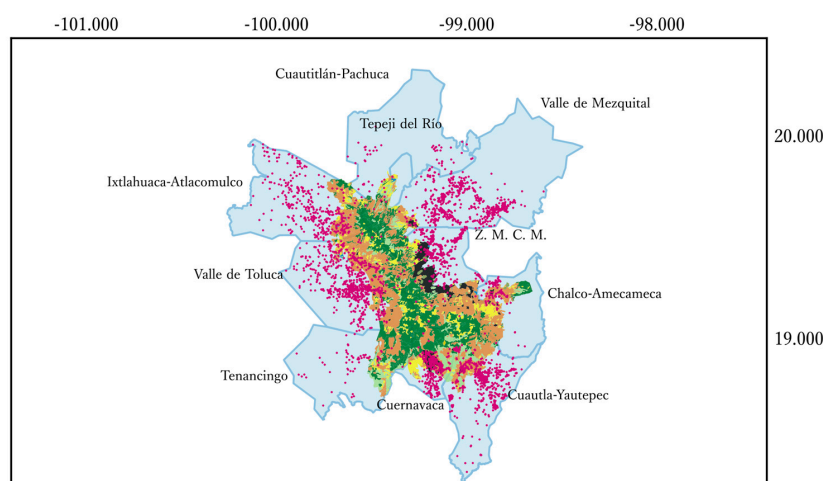 -101.000 -100.000 -99.000 -98.000
Cuautitlán-Pachuca
Valle de Mezquital
Tepeji del Río
20.000
Ixtlahuaca-Atlacomulco
Z. M. C. M.
Valle de Toluca
Chalco-Amecameca
19.000
Tenancingo
Cuautla-Yautepec
Cuernavaca